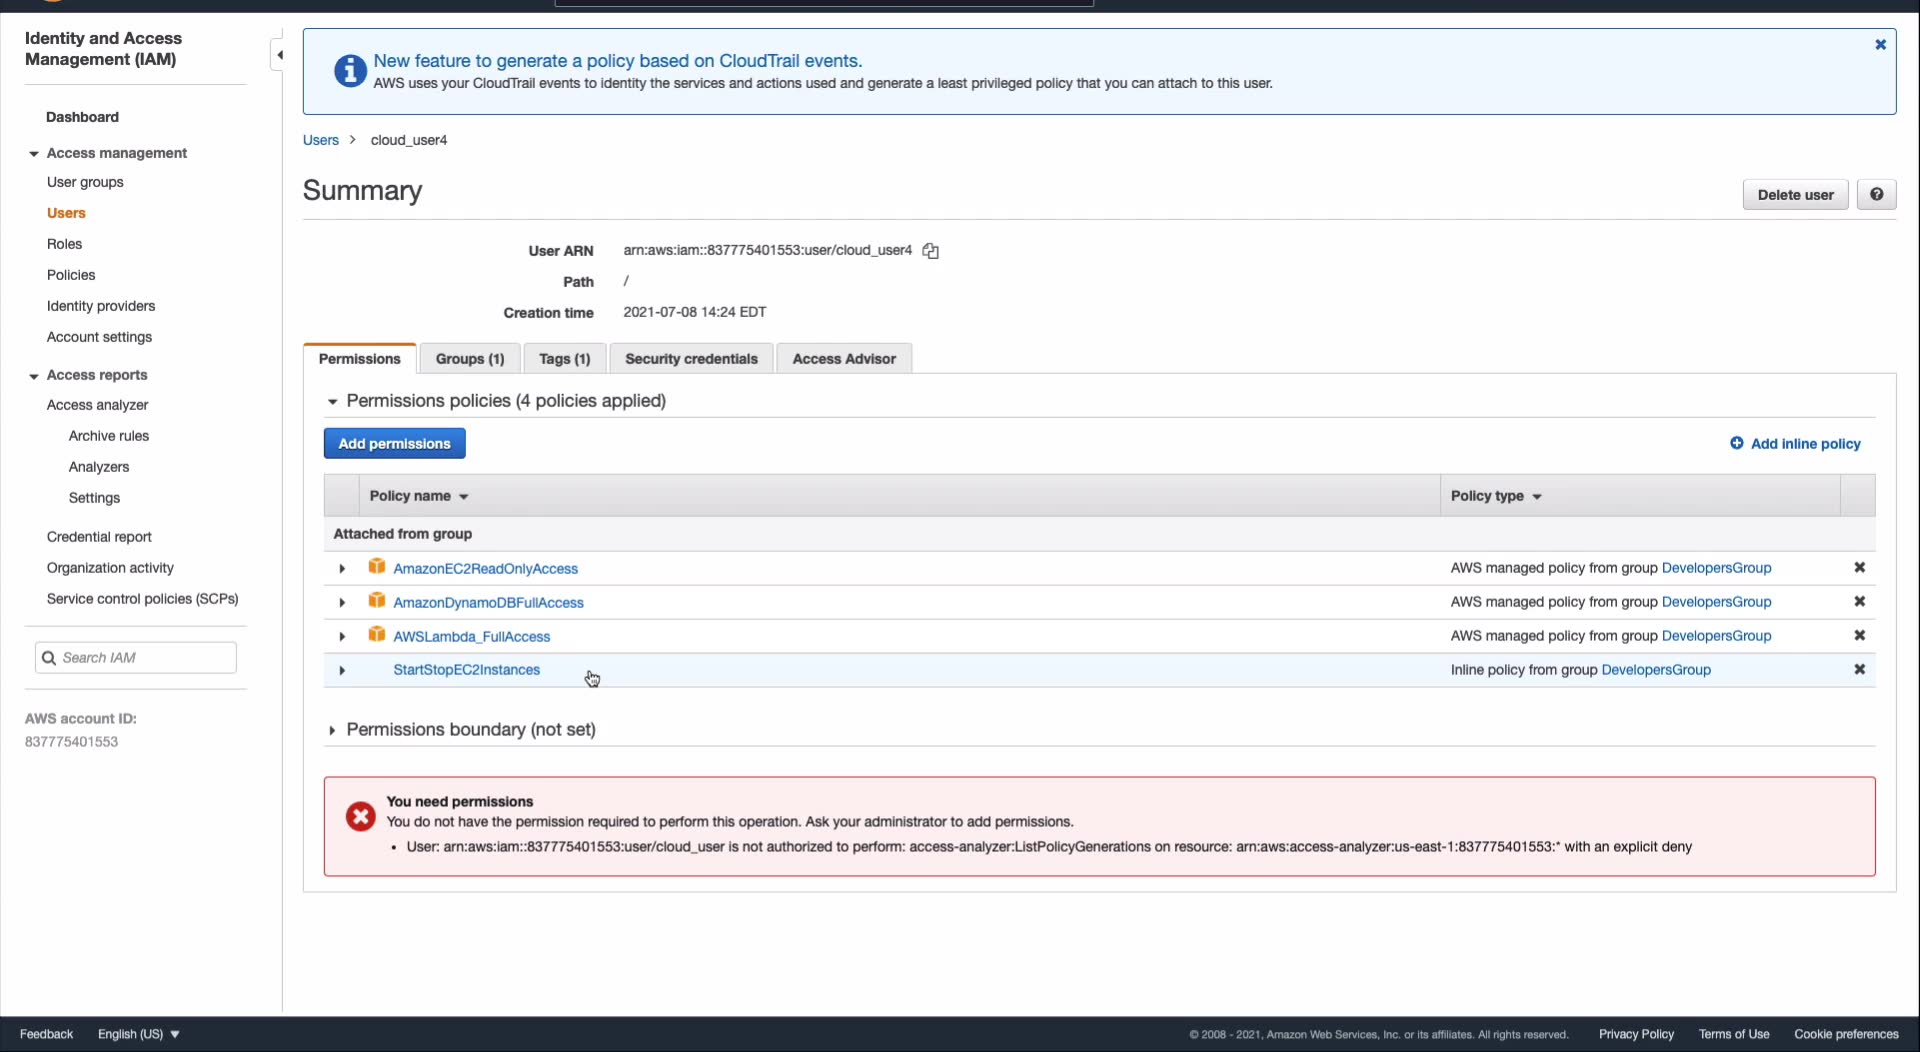 Identity and Access
Management (IAM)
Dashboard
Access management
User groups
Users
Roles
Policies
Identity providers
Account settings
Access reports
Access analyzer
Archive rules
Analyzers
Settings
Credential report
Organization activity
Service control policies (SCPs)
Search IAM
AWS account ID:
837775401553
New feature to generate a policy based on CloudTrail events.
AWS uses your CloudTrail events to identify the services and actions used and generate a least privileged policy that you can attach to this user.
Users > cloud_user4
Summary
Delete user
User ARN arn:aws:iam::837775401553:user/cloud_user4
Path /
Creation time 2021-07-08 14:24 EDT
Permissions Groups (1) Tags (1) Security credentials Access Advisor
Permissions policies (4 policies applied)
Add permissions Add inline policy
Policy name Policy type
Attached from group
AmazonEC2ReadOnlyAccess AWS managed policy from group DevelopersGroup
AmazonDynamoDBFullAccess AWS managed policy from group DevelopersGroup
AWSLambda_FullAccess AWS managed policy from group DevelopersGroup
StartStopEC2Instances Inline policy from group DevelopersGroup
Permissions boundary (not set)
You need permissions
You do not have the permission required to perform this operation. Ask your administrator to add permissions.
• User: arn:aws:iam::837775401553:user/cloud_user is not authorized to perform: access-analyzer:ListPolicyGenerations on resource: arn:aws:access-analyzer:us-east-1:837775401553:* with an explicit deny
Feedback English (US) © 2008 - 2021, Amazon Web Services, Inc. or its affiliates. All rights reserved. Privacy Policy Terms of Use Cookie preferences